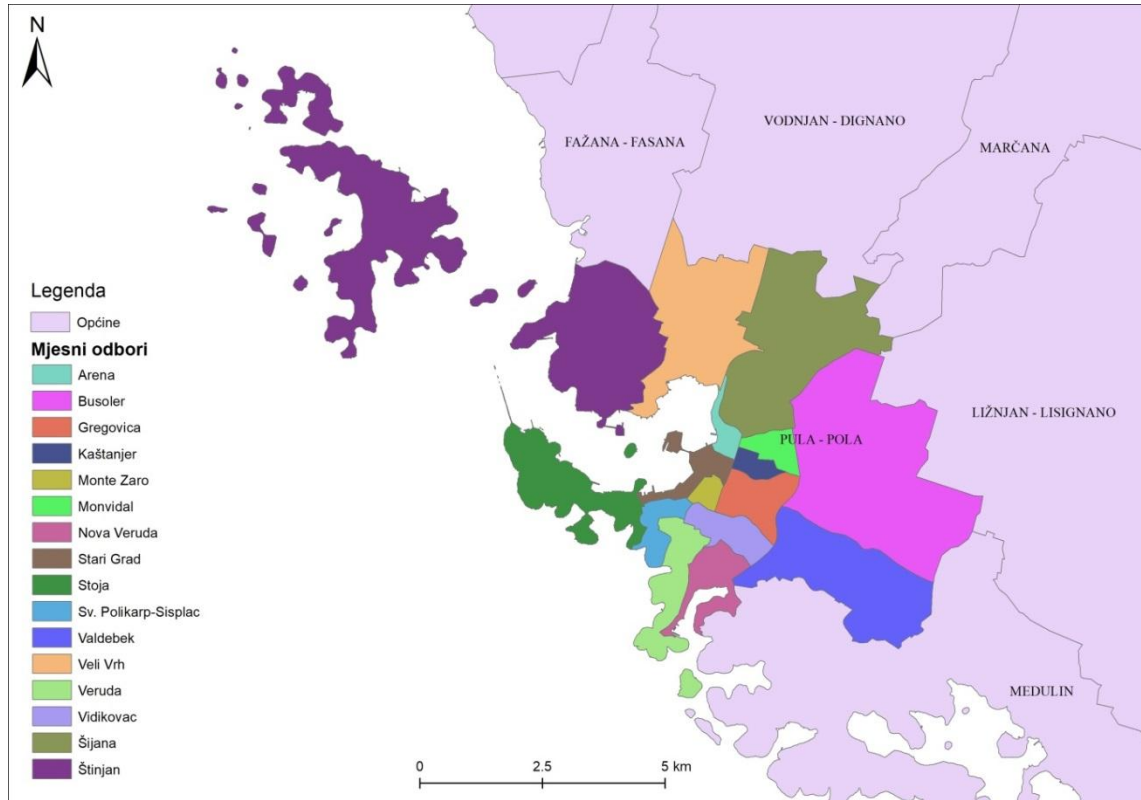 N
VODNJAN - DIGNANO
FAŽANA - FASANA
MARČANA
LIŽNJAN - LISIGNANO
PULA - POLA
MEDULIN
Legenda
Općine
Mjesni odbori
Arena
Busoler
Gregovica
Kaštanjer
Monte Zaro
Monvidal
Nova Veruda
Stari Grad
Stoja
Sv. Polikarp-Sisplac
Valdebek
Veli Vrh
Veruda
Vidikovac
Šijana
Štinjan
0 2.5 5 km